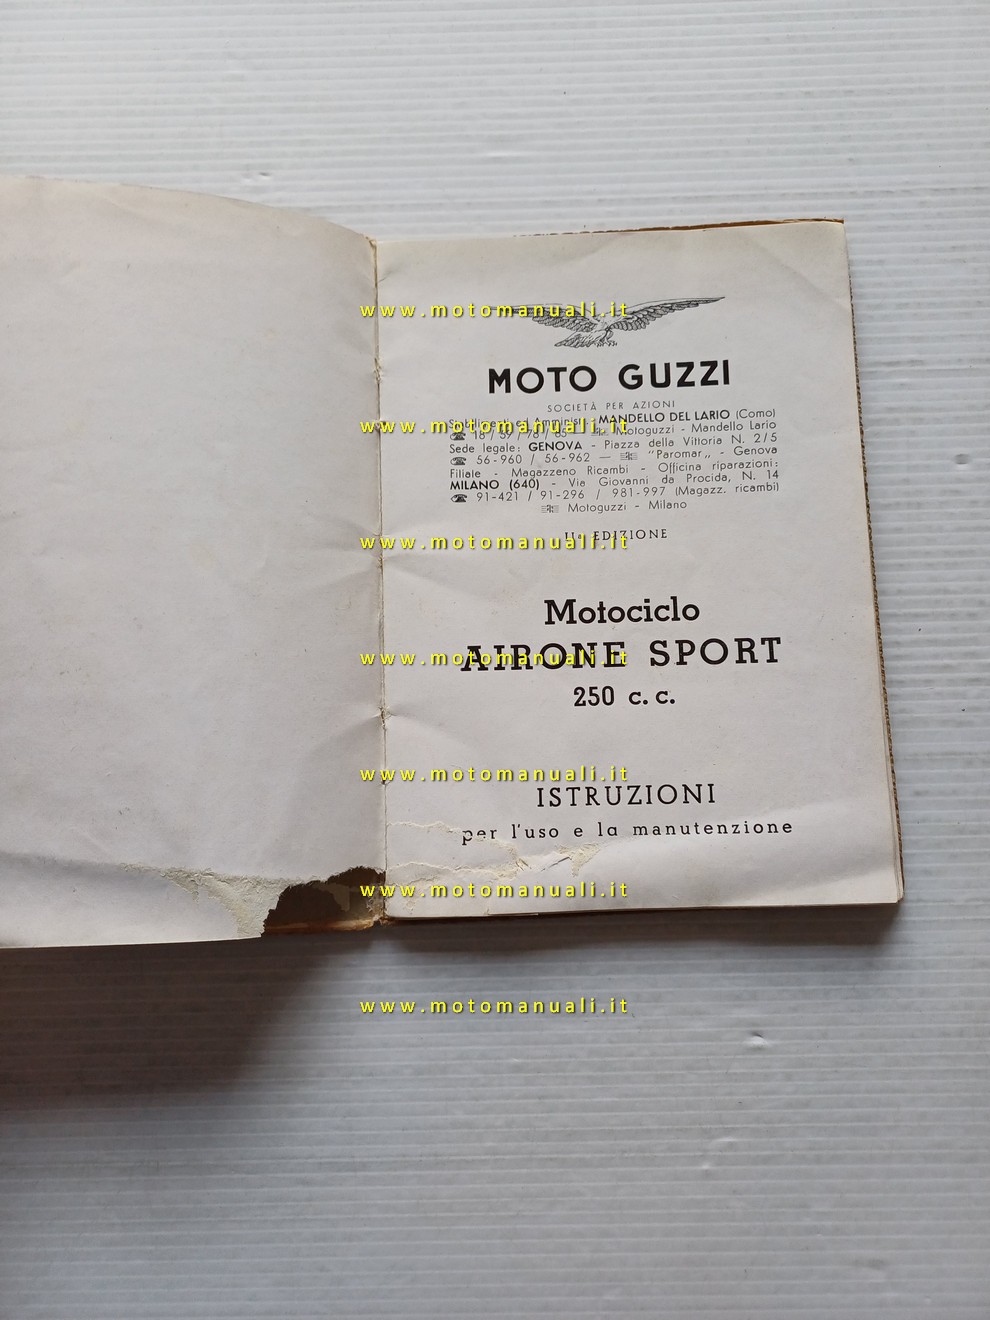 www.motomanuali.it
MOTO GUZZI
SOCIETÀ PER AZIONI
MANDELLO DEL LARIO (Como)
www.motomanuali.it
18 / 59 / 78 / Motoguzzi - Mandello Lario
Sede legale: GENOVA - Piazza della Vittoria N. 2/5
56-960 / 56-962 — "Paromar„ - Genova
Filiale - Magazzeno Ricambi - Officina riparazioni:
MILANO (640) - Via Giovanni da Procida, N. 14
91-421 / 91-296 / 981-997 (Magazz. ricambi)
Motoguzzi - Milano
EDIZIONE
www.motomanuali.it
Motociclo
AIRONE SPORT
www.motomanuali.it
250 c.c.
www.motomanuali.it
ISTRUZIONI
per l'uso e la manutenzione
www.motomanuali.it
www.motomanuali.it